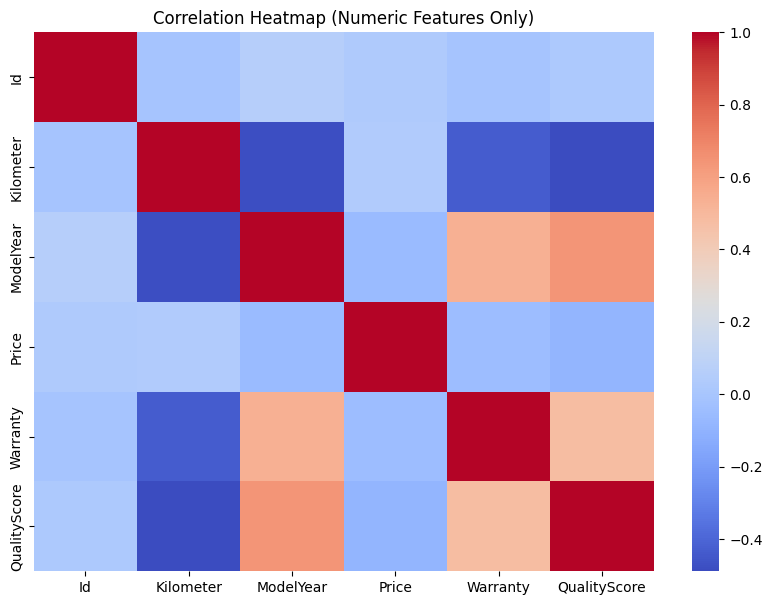 Correlation Heatmap (Numeric Features Only)
Id
Kilometer
ModelYear
Price
Warranty
QualityScore
Id Kilometer ModelYear Price Warranty QualityScore
1.0
0.8
0.6
0.4
0.2
0.0
−0.2
−0.4